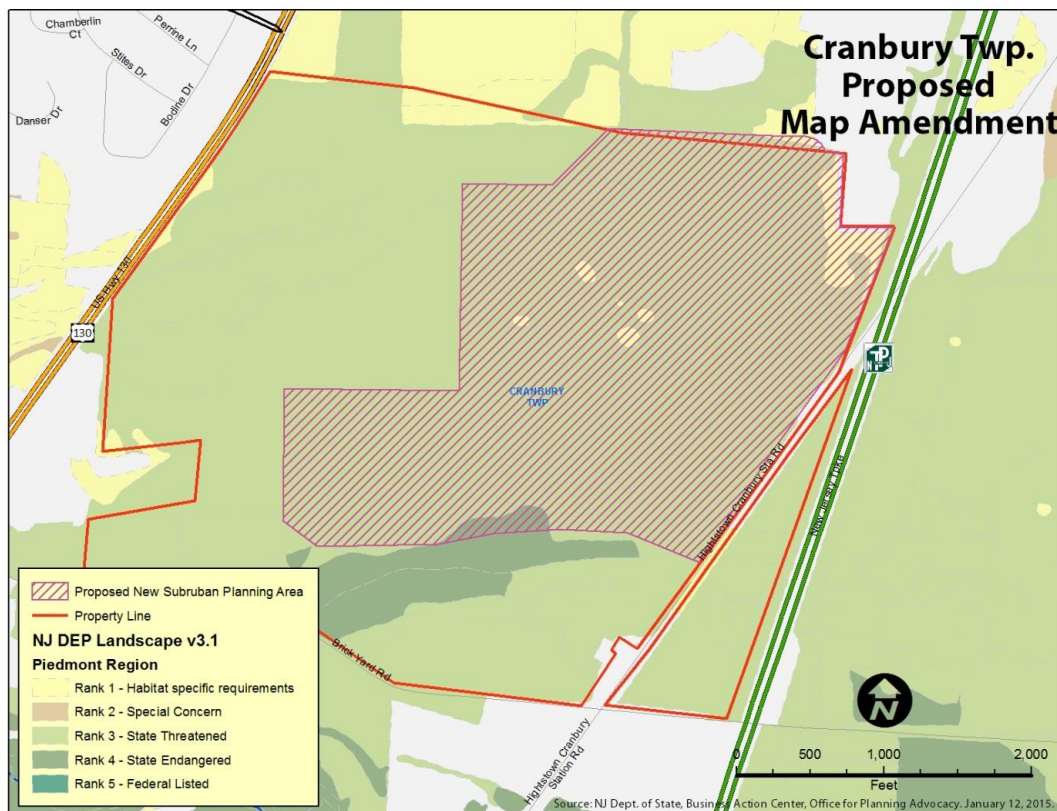 Cranbury Twp.
Proposed
Map Amendment
Chamberlin
Ct
Perrine Ln
Stites Dr
Bodine Dr
Danser Dr
US Hwy 130
130
CRANBURY
TWP
Hightstown Cranbury Sta Rd
New Jersey Tpke
Brick Yard Rd
Hightstown Cranbury
Station Rd
Proposed New Subruban Planning Area
Property Line
NJ DEP Landscape v3.1
Piedmont Region
Rank 1 - Habitat specific requirements
Rank 2 - Special Concern
Rank 3 - State Threatened
Rank 4 - State Endangered
Rank 5 - Federal Listed
N
0 500 1,000 2,000
Feet
Source: NJ Dept. of State, Business Action Center, Office for Planning Advocacy. January 12, 2015.